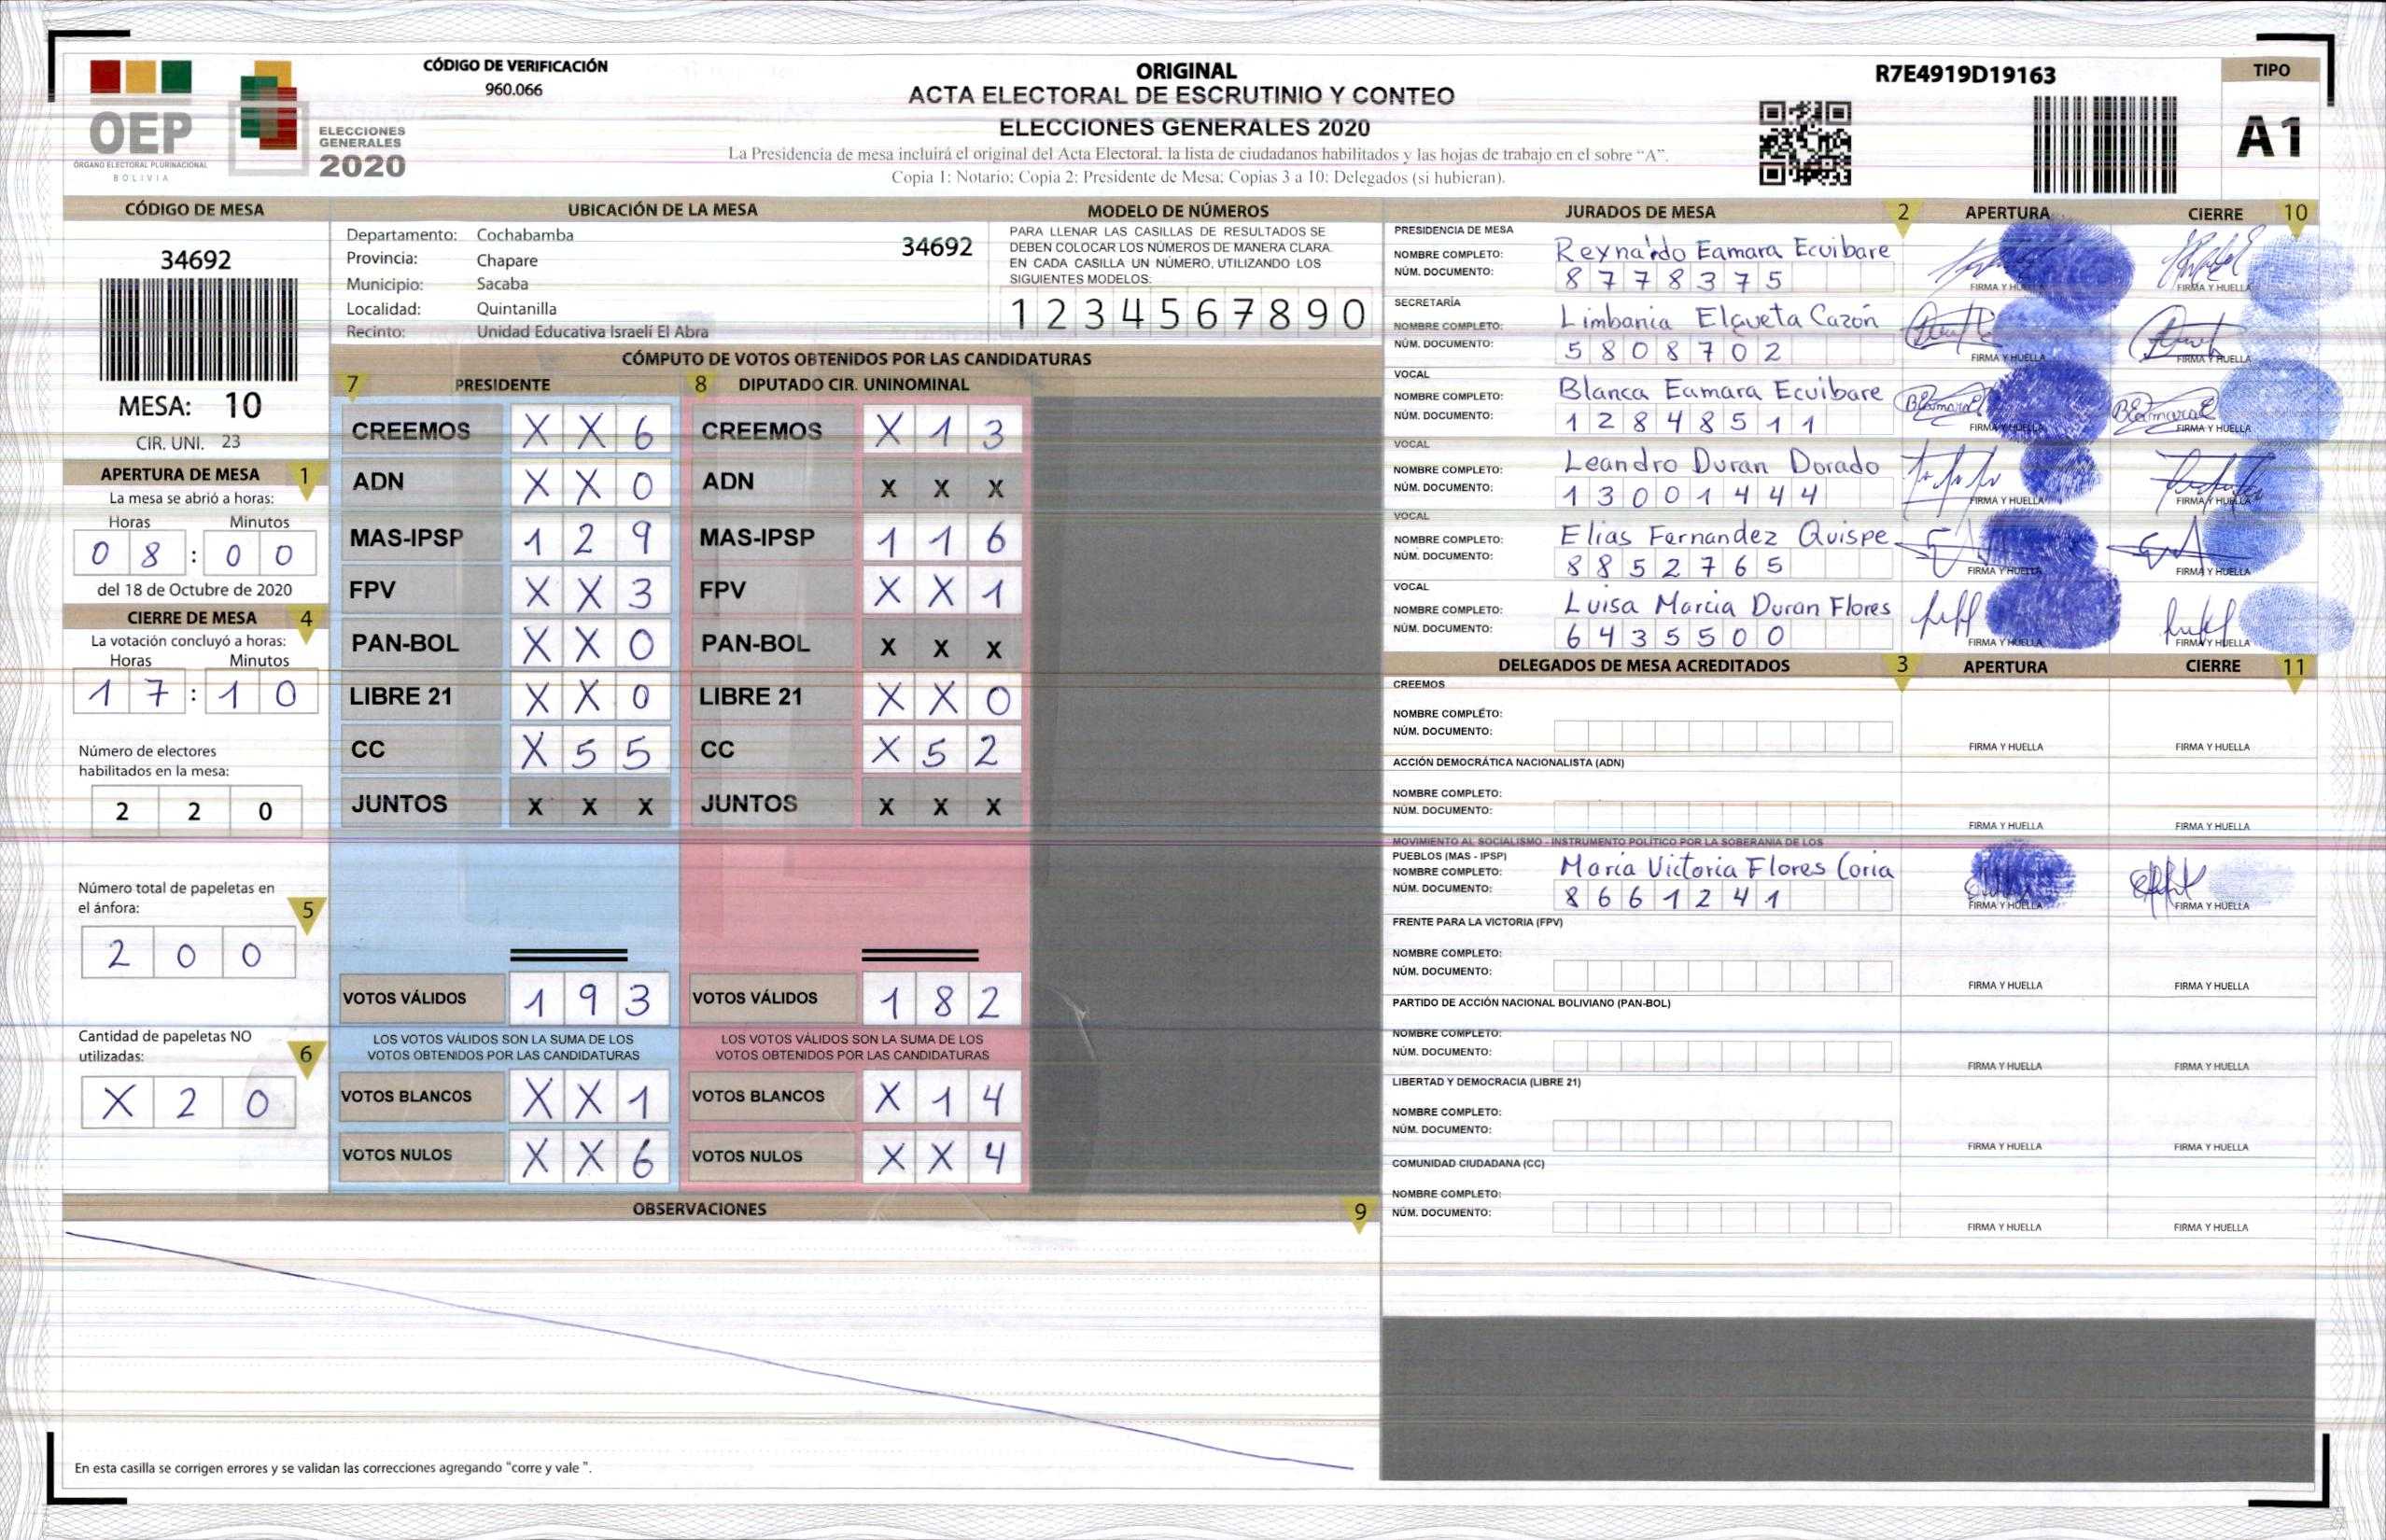 CÓDIGO DE VERIFICACIÓN
960.066
ORIGINAL
ACTA ELECTORAL DE ESCRUTINIO Y CONTEO
ELECCIONES GENERALES 2020
La Presidencia de mesa incluirá el original del Acta Electoral, la lista de ciudadanos habilitados y las hojas de trabajo en el sobre “A”.
Copia 1: Notario; Copia 2: Presidente de Mesa; Copias 3 a 10: Delegados (si hubieran).
R7E4919D19163
TIPO
A1
OEP
ÓRGANO ELECTORAL PLURINACIONAL
BOLIVIA
ELECCIONES
GENERALES
2020
CÓDIGO DE MESA
34692
MESA: 10
CIR. UNI. 23
APERTURA DE MESA 1
La mesa se abrió a horas:
Horas Minutos
0 8 : 0 0
del 18 de Octubre de 2020
CIERRE DE MESA 4
La votación concluyó a horas:
Horas Minutos
1 7 : 1 0
Número de electores
habilitados en la mesa:
2 2 0
Número total de papeletas en
el ánfora: 5
2 0 0
Cantidad de papeletas NO
utilizadas: 6
X 2 0
UBICACIÓN DE LA MESA
Departamento: Cochabamba 34692
Provincia: Chapare
Municipio: Sacaba
Localidad: Quintanilla
Recinto: Unidad Educativa Israelí El Abra
MODELO DE NÚMEROS
PARA LLENAR LAS CASILLAS DE RESULTADOS SE
DEBEN COLOCAR LOS NÚMEROS DE MANERA CLARA.
EN CADA CASILLA UN NÚMERO, UTILIZANDO LOS
SIGUIENTES MODELOS:
1 2 3 4 5 6 7 8 9 0
CÓMPUTO DE VOTOS OBTENIDOS POR LAS CANDIDATURAS
7 PRESIDENTE 8 DIPUTADO CIR. UNINOMINAL
CREEMOS X X 6 CREEMOS X 1 3
ADN X X 0 ADN X X X
MAS-IPSP 1 2 9 MAS-IPSP 1 1 6
FPV X X 3 FPV X X 1
PAN-BOL X X 0 PAN-BOL X X X
LIBRE 21 X X 0 LIBRE 21 X X 0
CC X 5 5 CC X 5 2
JUNTOS X X X JUNTOS X X X
VOTOS VÁLIDOS 1 9 3 VOTOS VÁLIDOS 1 8 2
LOS VOTOS VÁLIDOS SON LA SUMA DE LOS LOS VOTOS VÁLIDOS SON LA SUMA DE LOS
VOTOS OBTENIDOS POR LAS CANDIDATURAS VOTOS OBTENIDOS POR LAS CANDIDATURAS
VOTOS BLANCOS X X 1 VOTOS BLANCOS X 1 4
VOTOS NULOS X X 6 VOTOS NULOS X X 4
OBSERVACIONES 9
En esta casilla se corrigen errores y se validan las correcciones agregando "corre y vale ".
JURADOS DE MESA 2 APERTURA CIERRE 10
PRESIDENCIA DE MESA
NOMBRE COMPLETO: Reynaldo Eamara Ecuibare
NÚM. DOCUMENTO: 8 7 7 8 3 7 5
FIRMA Y HUELLA FIRMA Y HUELLA
SECRETARÍA
NOMBRE COMPLETO: Limbania Elgueta Cazón
NÚM. DOCUMENTO: 5 8 0 8 7 0 2
FIRMA Y HUELLA FIRMA Y HUELLA
VOCAL
NOMBRE COMPLETO: Blanca Eamara Ecuibare
NÚM. DOCUMENTO: 1 2 8 4 8 5 1 1
FIRMA Y HUELLA FIRMA Y HUELLA
VOCAL
NOMBRE COMPLETO: Leandro Duran Dorado
NÚM. DOCUMENTO: 1 3 0 0 1 4 4 4
FIRMA Y HUELLA FIRMA Y HUELLA
VOCAL
NOMBRE COMPLETO: Elias Fernandez Quispe
NÚM. DOCUMENTO: 8 8 5 2 7 6 5
FIRMA Y HUELLA FIRMA Y HUELLA
VOCAL
NOMBRE COMPLETO: Luisa Marcia Duran Flores
NÚM. DOCUMENTO: 6 4 3 5 5 0 0
FIRMA Y HUELLA FIRMA Y HUELLA
DELEGADOS DE MESA ACREDITADOS 3 APERTURA CIERRE 11
CREEMOS
NOMBRE COMPLETO:
NÚM. DOCUMENTO:
FIRMA Y HUELLA FIRMA Y HUELLA
ACCIÓN DEMOCRÁTICA NACIONALISTA (ADN)
NOMBRE COMPLETO:
NÚM. DOCUMENTO:
FIRMA Y HUELLA FIRMA Y HUELLA
MOVIMIENTO AL SOCIALISMO - INSTRUMENTO POLÍTICO POR LA SOBERANIA DE LOS
PUEBLOS (MAS - IPSP)
NOMBRE COMPLETO: Maria Victoria Flores Coria
NÚM. DOCUMENTO: 8 6 6 1 2 4 1
FIRMA Y HUELLA FIRMA Y HUELLA
FRENTE PARA LA VICTORIA (FPV)
NOMBRE COMPLETO:
NÚM. DOCUMENTO:
FIRMA Y HUELLA FIRMA Y HUELLA
PARTIDO DE ACCIÓN NACIONAL BOLIVIANO (PAN-BOL)
NOMBRE COMPLETO:
NÚM. DOCUMENTO:
FIRMA Y HUELLA FIRMA Y HUELLA
LIBERTAD Y DEMOCRACIA (LIBRE 21)
NOMBRE COMPLETO:
NÚM. DOCUMENTO:
FIRMA Y HUELLA FIRMA Y HUELLA
COMUNIDAD CIUDADANA (CC)
NOMBRE COMPLETO:
NÚM. DOCUMENTO:
FIRMA Y HUELLA FIRMA Y HUELLA